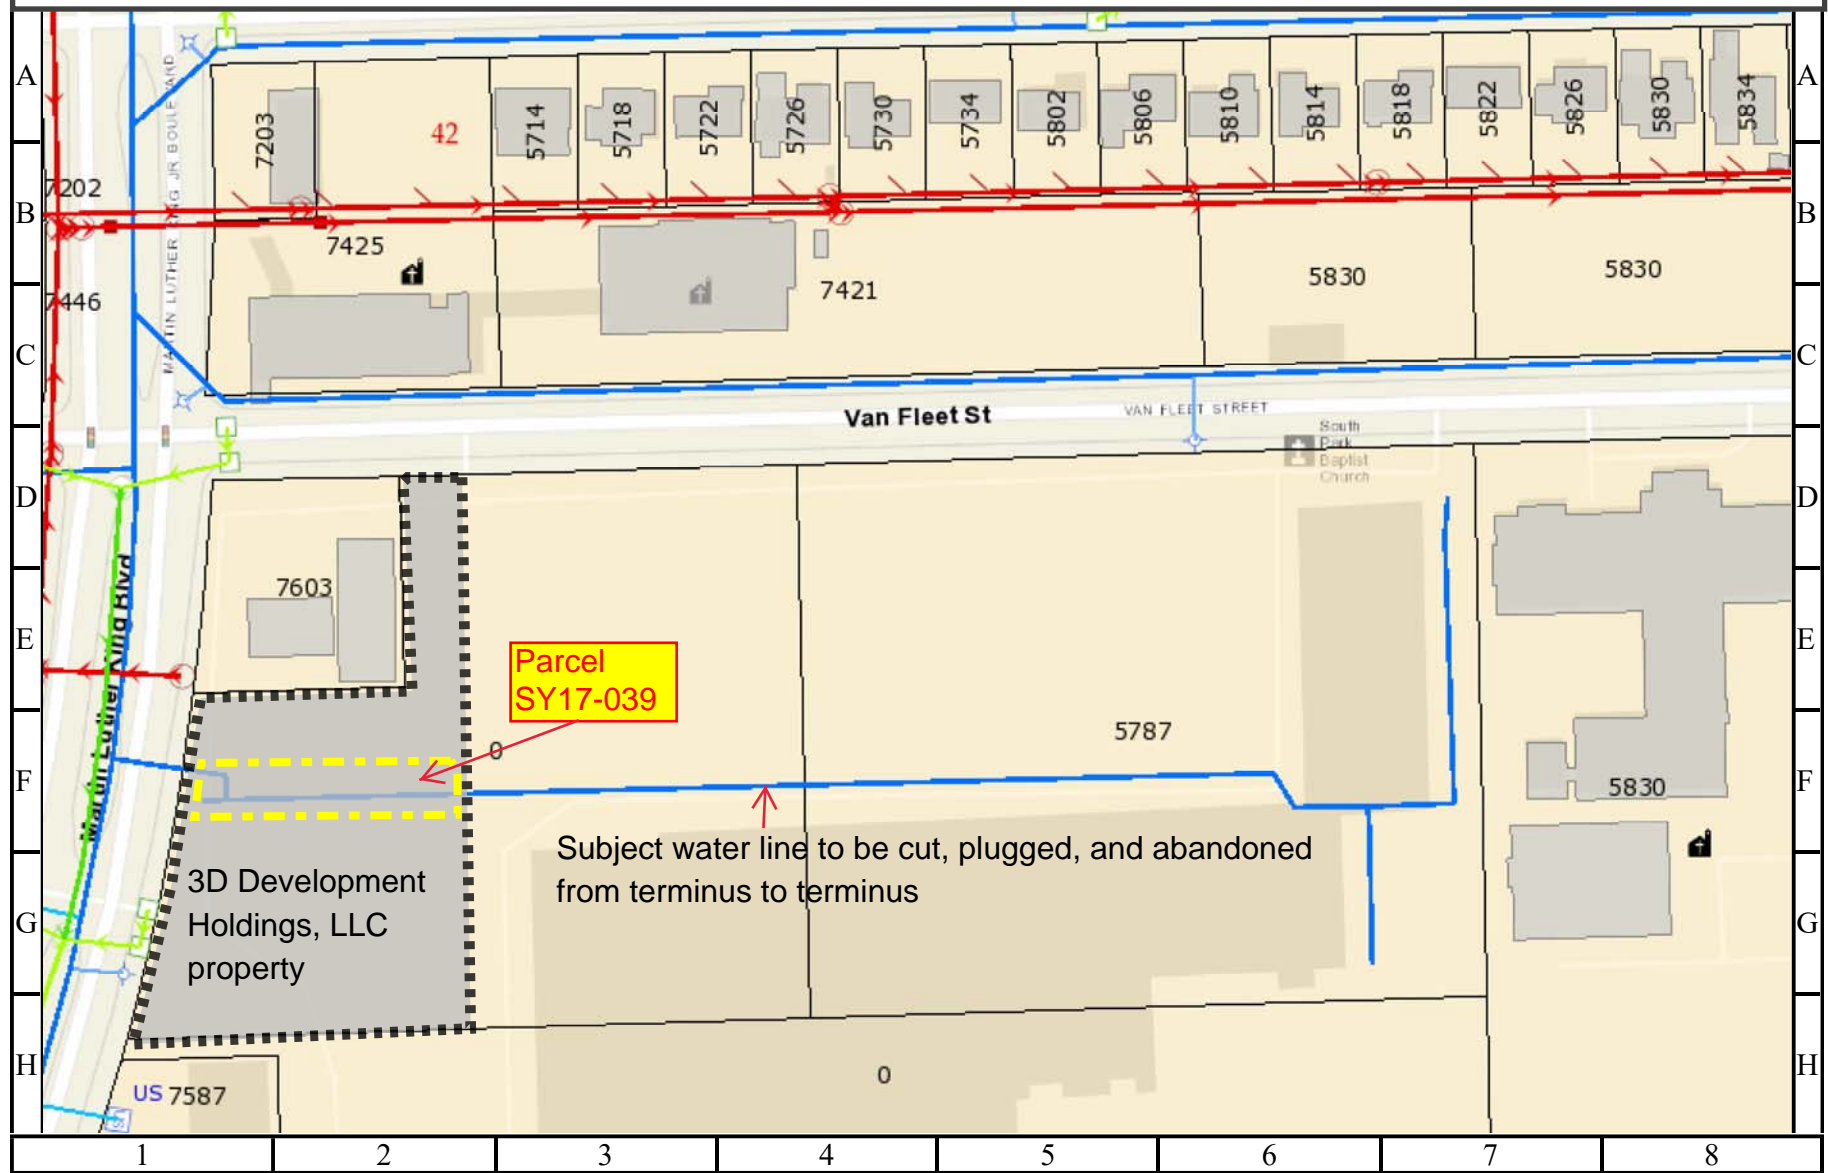 A
A
7203
42
5714
5718
5722
5726
5730
5734
5802
5806
5810
5814
5818
5822
5826
5830
5834
MARTIN LUTHER KING JR BOULEVARD
7202
B
B
7425
7421
5830
5830
7446
C
C
Van Fleet St
VAN FLEET STREET
South
Park
Baptist
Church
D
D
7603
E
E
Parcel
SY17-039
Martin Luther King Blvd
0
5787
F
F
5830
Subject water line to be cut, plugged, and abandoned
from terminus to terminus
3D Development
Holdings, LLC
property
G
G
H
H
0
US 7587
1
2
3
4
5
6
7
8